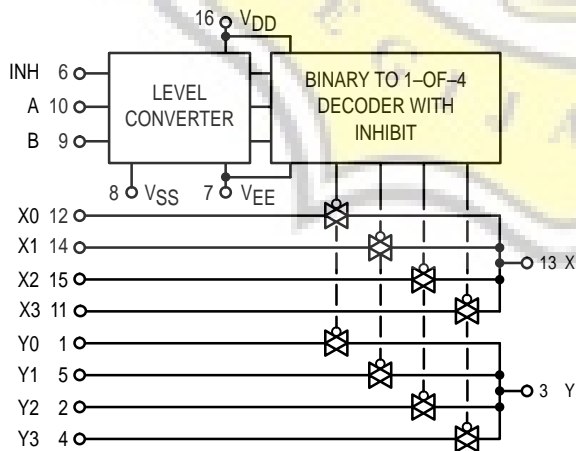 16 VDD
INH 6
A 10
B 9
LEVEL
CONVERTER
BINARY TO 1–OF–4
DECODER WITH
INHIBIT
8 VSS
7 VEE
X0 12
X1 14
X2 15
X3 11
13 X
Y0 1
Y1 5
Y2 2
Y3 4
3 Y